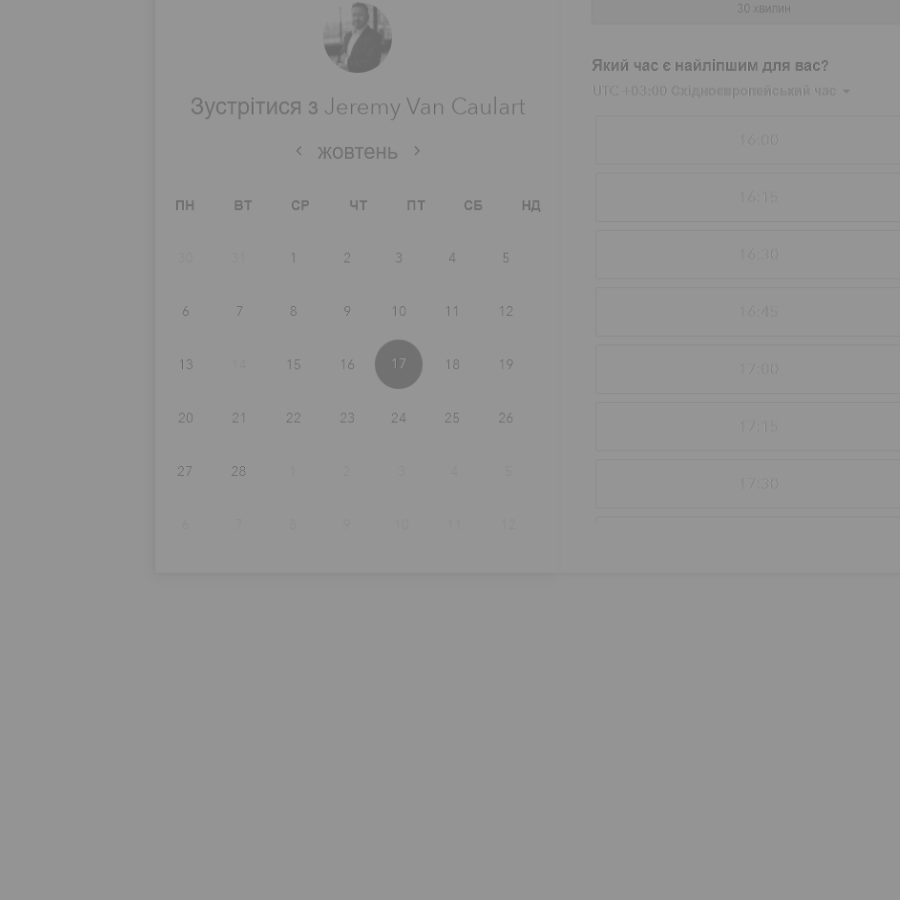 Зустрітися з Jeremy Van Caulart
жовтень
ПН ВТ СР ЧТ ПТ СБ НД
30 31 1 2 3 4 5
6 7 8 9 10 11 12
13 14 15 16 17 18 19
20 21 22 23 24 25 26
27 28 1 2 3 4 5
6 7 8 9 10 11 12
30 хвилин
Який час є найліпшим для вас?
UTC +03:00 Східноєвропейський час
16:00
16:15
16:30
16:45
17:00
17:15
17:30